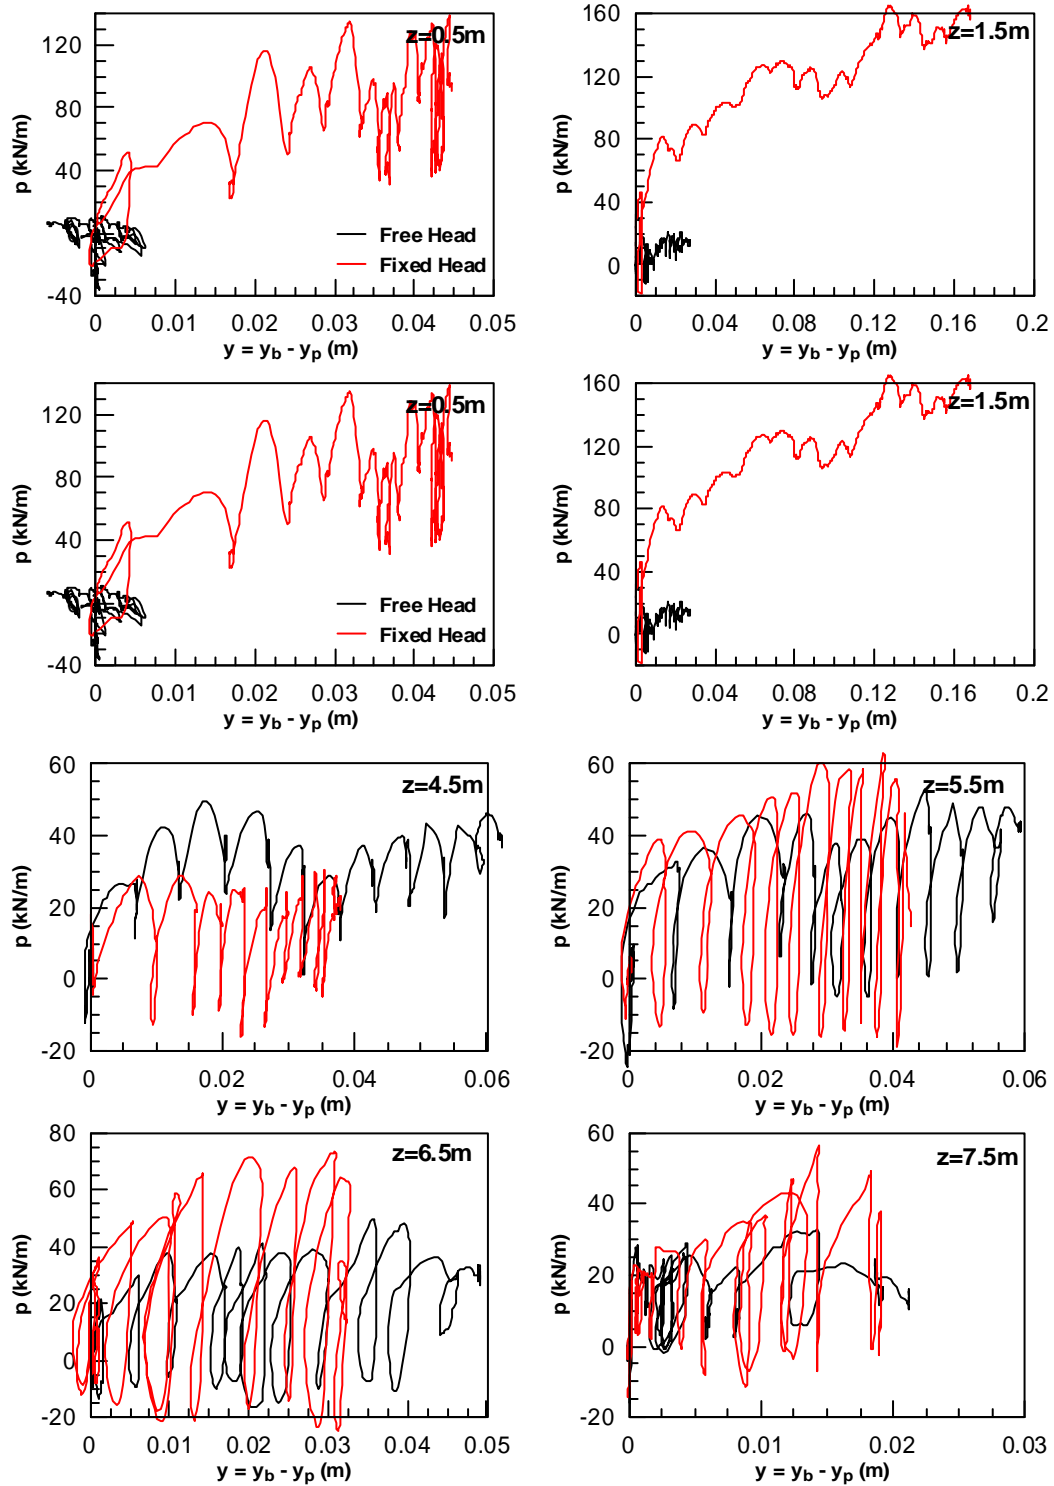 120
80
40
0
-40
p (kN/m)
z=0.5m
Free Head
Fixed Head
0 0.01 0.02 0.03 0.04 0.05
y = yb - yp (m)
160
120
80
40
0
p (kN/m)
z=1.5m
0 0.04 0.08 0.12 0.16 0.2
y = yb - yp (m)
120
80
40
0
-40
p (kN/m)
z=0.5m
Free Head
Fixed Head
0 0.01 0.02 0.03 0.04 0.05
y = yb - yp (m)
160
120
80
40
0
p (kN/m)
z=1.5m
0 0.04 0.08 0.12 0.16 0.2
y = yb - yp (m)
60
40
20
0
-20
p (kN/m)
z=4.5m
0 0.02 0.04 0.06
y = yb - yp (m)
60
40
20
0
-20
p (kN/m)
z=5.5m
0 0.02 0.04 0.06
y = yb - yp (m)
80
60
40
20
0
-20
p (kN/m)
z=6.5m
0 0.01 0.02 0.03 0.04 0.05
y = yb - yp (m)
60
40
20
0
-20
p (kN/m)
z=7.5m
0 0.01 0.02 0.03
y = yb - yp (m)